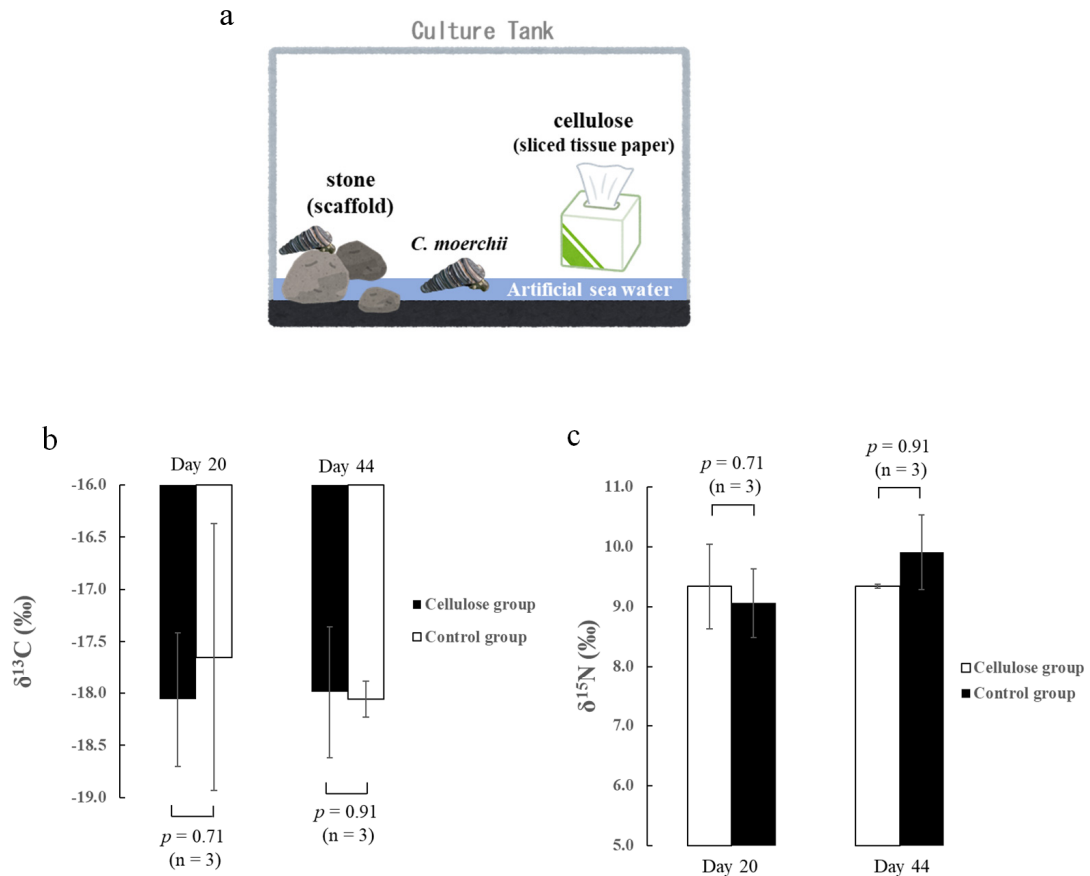 a
Culture Tank
cellulose
(sliced tissue paper)
stone
(scaffold)
C. moerchii
Artificial sea water
b
Day 20
Day 44
-16.0
-16.5
-17.0
-17.5
-18.0
-18.5
-19.0
δ13C (‰)
Cellulose group
Control group
p = 0.71
(n = 3)
p = 0.91
(n = 3)
c
p = 0.71
(n = 3)
p = 0.91
(n = 3)
11.0
10.0
9.0
8.0
7.0
6.0
5.0
δ15N (‰)
Cellulose group
Control group
Day 20
Day 44